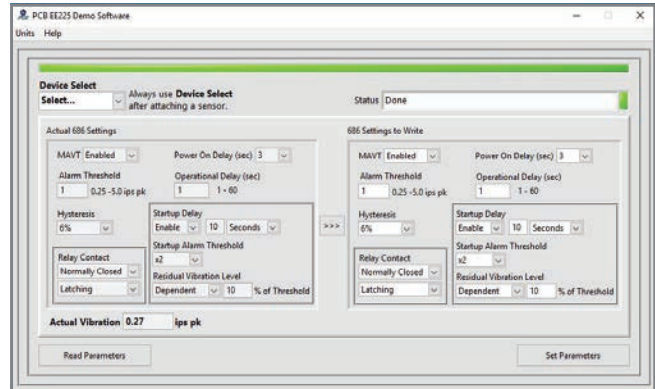 PCB EE225 Demo Software
Units Help
Device Select
Select...
Always use Device Select
after attaching a sensor.
Status Done
Actual 686 Settings
MAVT Enabled Power On Delay (sec) 3
Alarm Threshold Operational Delay (sec)
1 0.25 -5.0 ips pk 1 1 - 60
Hysteresis
6%
Startup Delay
Enable 10 Seconds
Startup Alarm Threshold
x2
Relay Contact
Normally Closed
Latching
Residual Vibration Level
Dependent 10 % of Threshold
>>>
686 Settings to Write
MAVT Enabled Power On Delay (sec) 3
Alarm Threshold Operational Delay (sec)
1 0.25 -5.0 ips pk 1 1 - 60
Hysteresis
6%
Startup Delay
Enable 10 Seconds
Startup Alarm Threshold
x2
Relay Contact
Normally Closed
Latching
Residual Vibration Level
Dependent 10 % of Threshold
Actual Vibration 0.27 ips pk
Read Parameters
Set Parameters